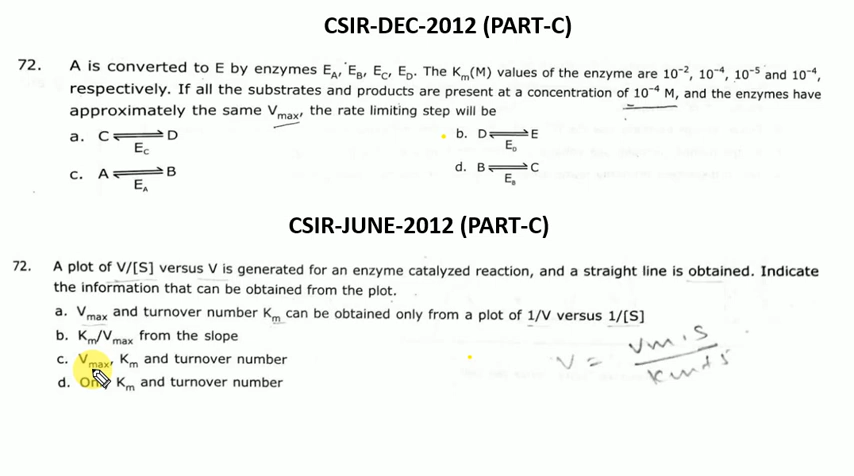 CSIR-DEC-2012 (PART-C)
72. A is converted to E by enzymes E_A, E_B, E_C, E_D. The K_m(M) values of the enzyme are 10⁻², 10⁻⁴, 10⁻⁵ and 10⁻⁴,
respectively. If all the substrates and products are present at a concentration of 10⁻⁴ M, and the enzymes have
approximately the same V_max, the rate limiting step will be
a. C ⇌ D b. D ⇌ E
E_C E_D
c. A ⇌ B d. B ⇌ C
E_A E_B
CSIR-JUNE-2012 (PART-C)
72. A plot of V/[S] versus V is generated for an enzyme catalyzed reaction, and a straight line is obtained. Indicate
the information that can be obtained from the plot.
a. V_max and turnover number K_m can be obtained only from a plot of 1/V versus 1/[S]
b. K_m/V_max from the slope
c. V_max, K_m and turnover number
d. K_m and turnover number
V = Vm.S
Km+S